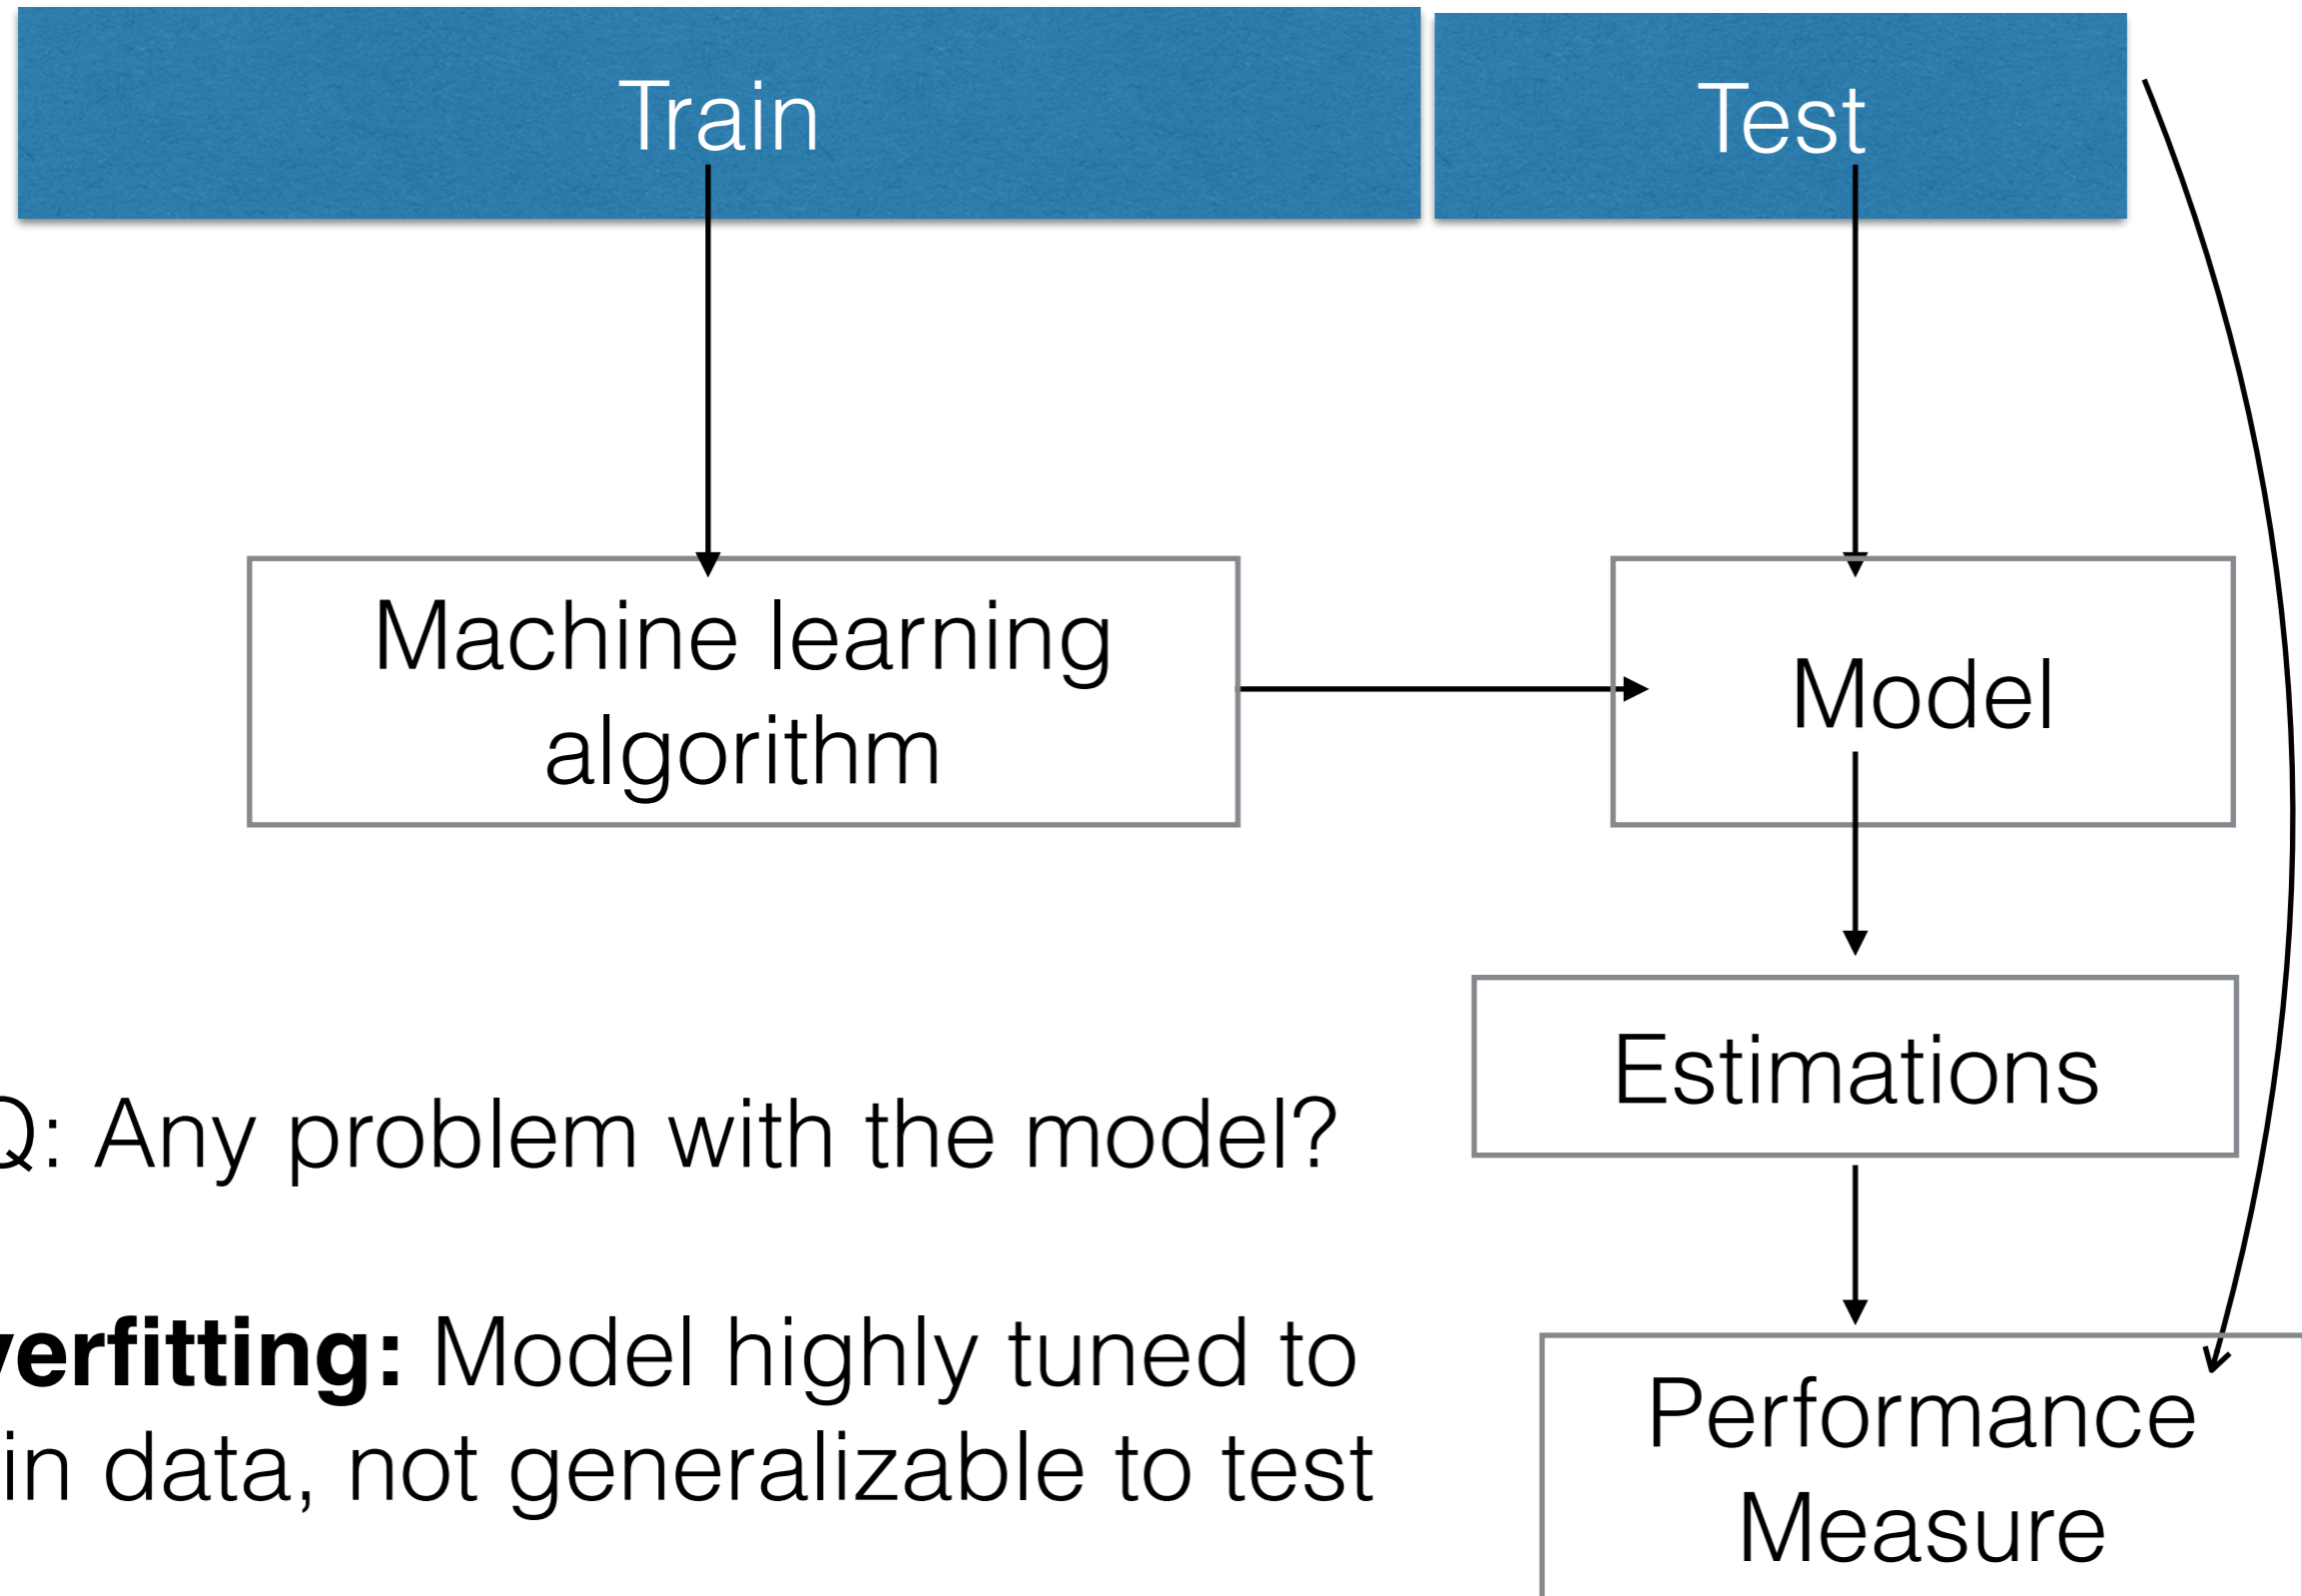 Train
Test
Machine learning
algorithm
Model
Estimations
Q: Any problem with the model?
verfitting: Model highly tuned to
in data, not generalizable to test
Performance
Measure